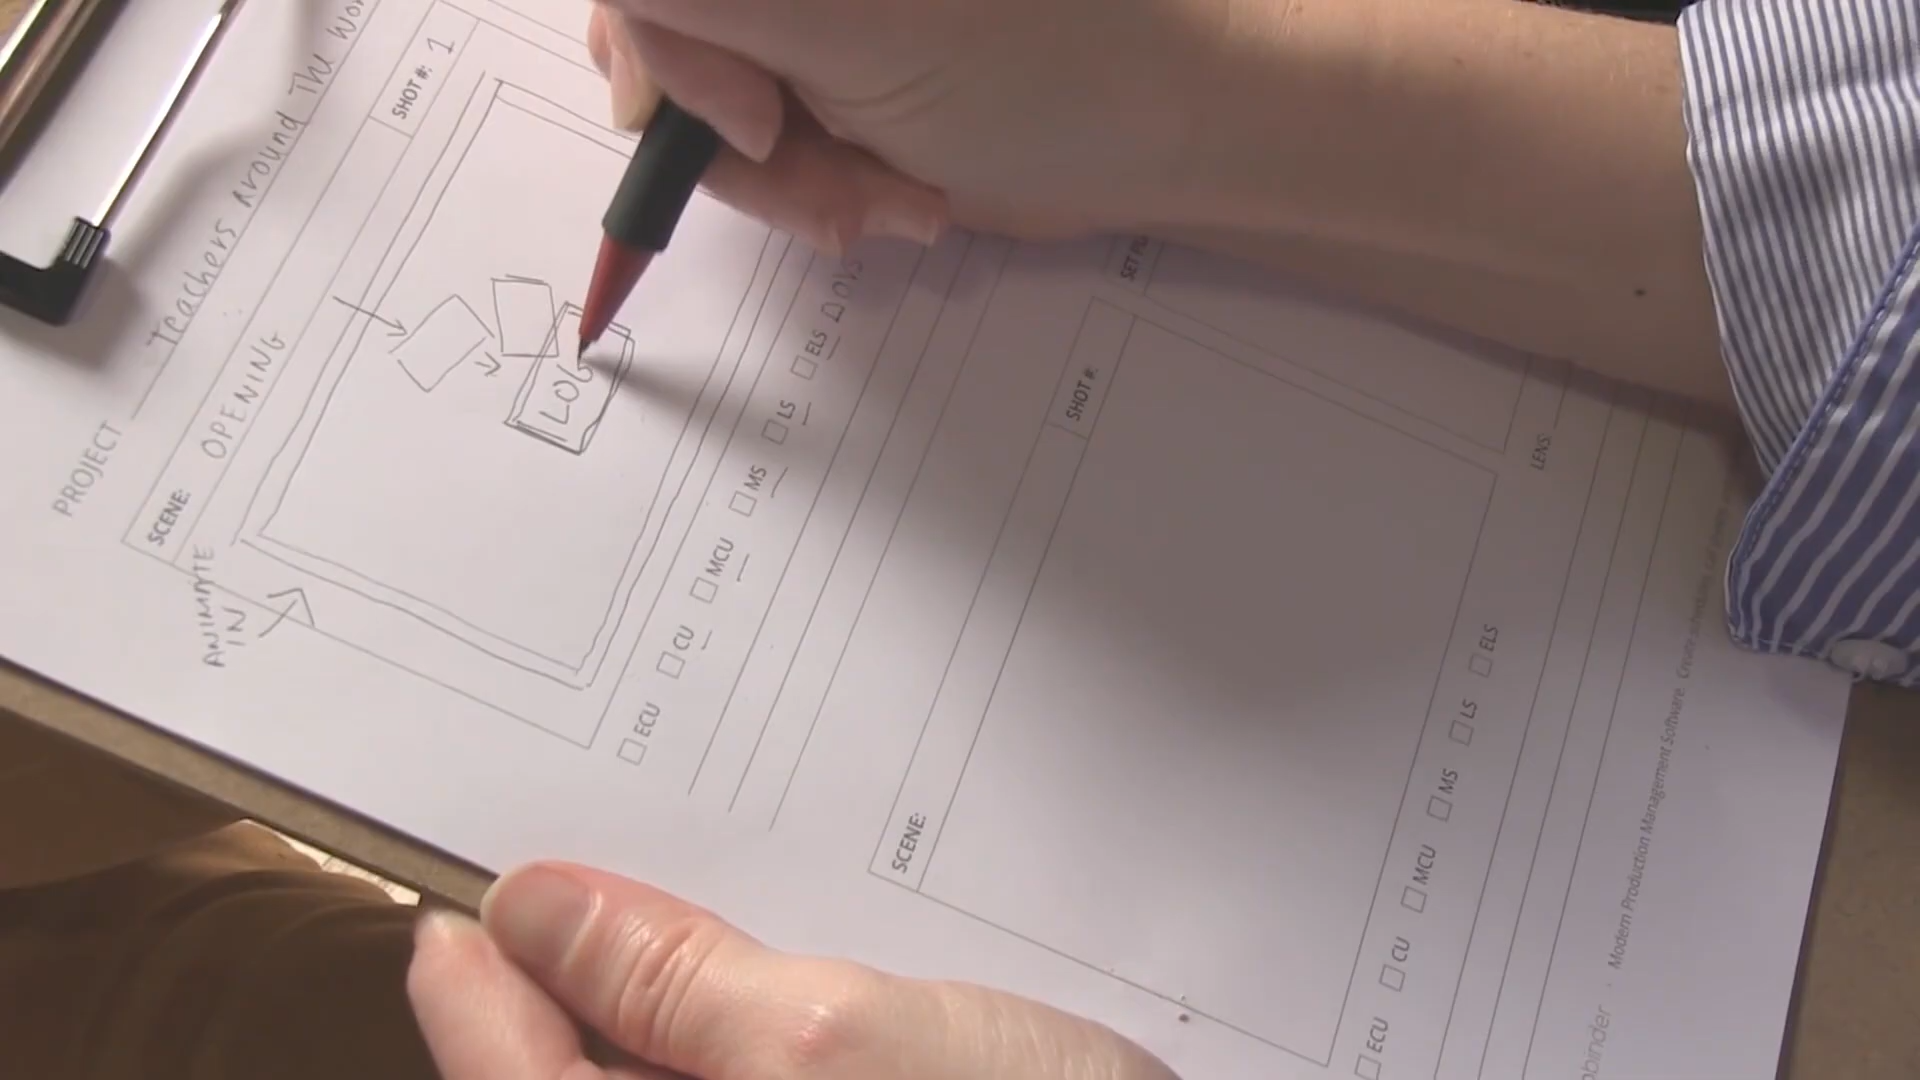 PROJECT Teachers around The
SCENE: OPENING SHOT #: 1
LOG
ANIMATE
IN
ECU CU MCU MS LS ELS
SCENE: SHOT #:
ECU CU MCU MS LS ELS
SET
LENS:
Modern Production Management Software.